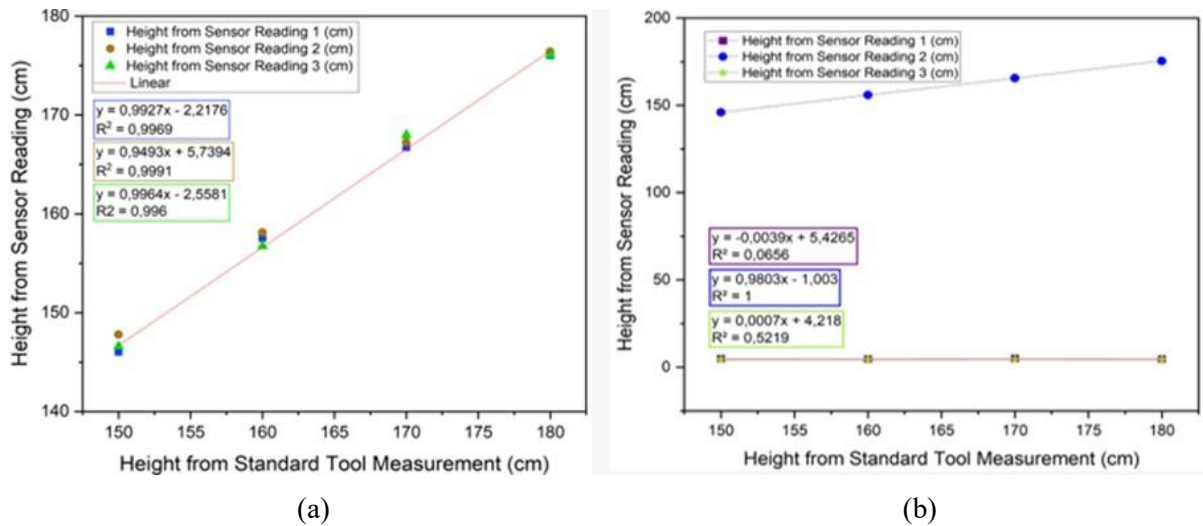 Height from Sensor Reading (cm)
180
170
160
150
140
Height from Sensor Reading 1 (cm)
Height from Sensor Reading 2 (cm)
Height from Sensor Reading 3 (cm)
Linear
y = 0,9927x - 2,2176
R² = 0,9969
y = 0,9493x + 5,7394
R² = 0,9991
y = 0,9964x - 2,5581
R2 = 0,996
150 155 160 165 170 175 180
Height from Standard Tool Measurement (cm)
(a)
Height from Sensor Reading (cm)
200
150
100
50
0
Height from Sensor Reading 1 (cm)
Height from Sensor Reading 2 (cm)
Height from Sensor Reading 3 (cm)
y = -0,0039x + 5,4265
R² = 0,0656
y = 0,9803x - 1,003
R² = 1
y = 0,0007x + 4,218
R² = 0,5219
150 155 160 165 170 175 180
Height from Standard Tool Measurement (cm)
(b)